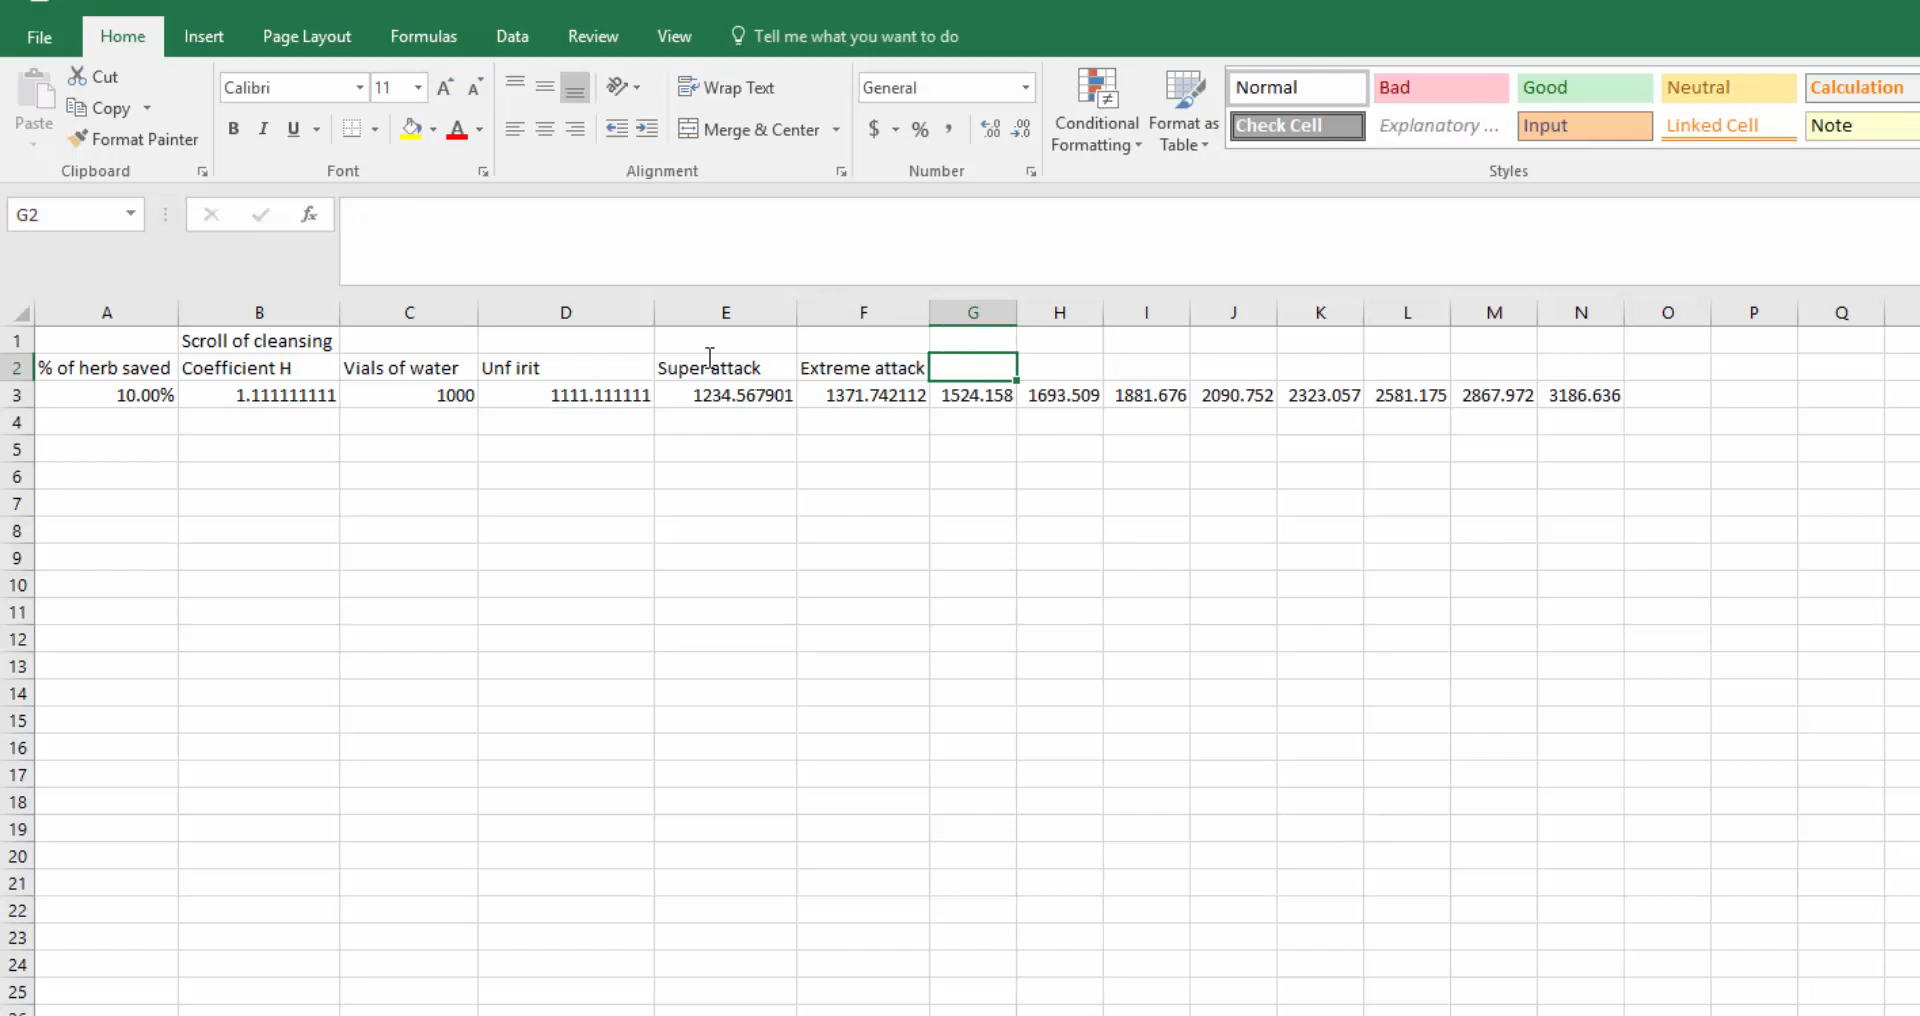 File Home Insert Page Layout Formulas Data Review View Tell me what you want to do
Paste
Cut
Copy
Format Painter
Clipboard
Calibri 11
B I U A A
Font
Wrap Text
Merge & Center
Alignment
General
$ % ,
.00
Number
Conditional Formatting
Format as Table
Normal Bad Good Neutral Calculation
Check Cell Explanatory ... Input Linked Cell Note
Styles
G2 fx
A B C D E F G H I J K L M N O P Q
1 Scroll of cleansing
2 % of herb saved Coefficient H Vials of water Unf irit Super attack Extreme attack
3 10.00% 1.111111111 1000 1111.111111 1234.567901 1371.742112 1524.158 1693.509 1881.676 2090.752 2323.057 2581.175 2867.972 3186.636
4
5
6
7
8
9
10
11
12
13
14
15
16
17
18
19
20
21
22
23
24
25